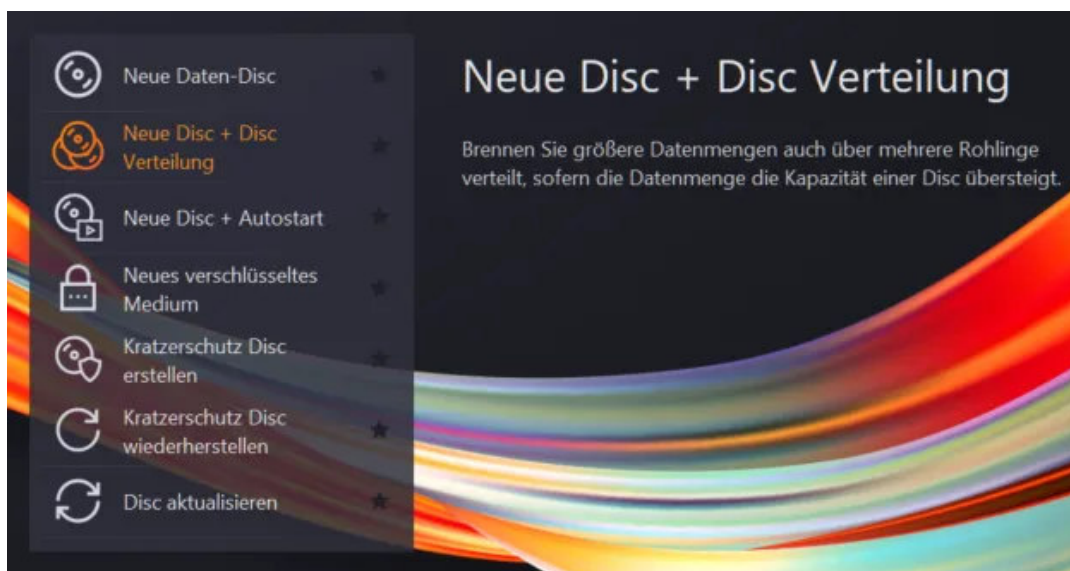 Neue Daten-Disc
Neue Disc + Disc
Verteilung
Neue Disc + Autostart
Neues verschlüsseltes
Medium
Kratzerschutz Disc
erstellen
Kratzerschutz Disc
wiederherstellen
Disc aktualisieren
Neue Disc + Disc Verteilung
Brennen Sie größere Datenmengen auch über mehrere Rohlinge
verteilt, sofern die Datenmenge die Kapazität einer Disc übersteigt.